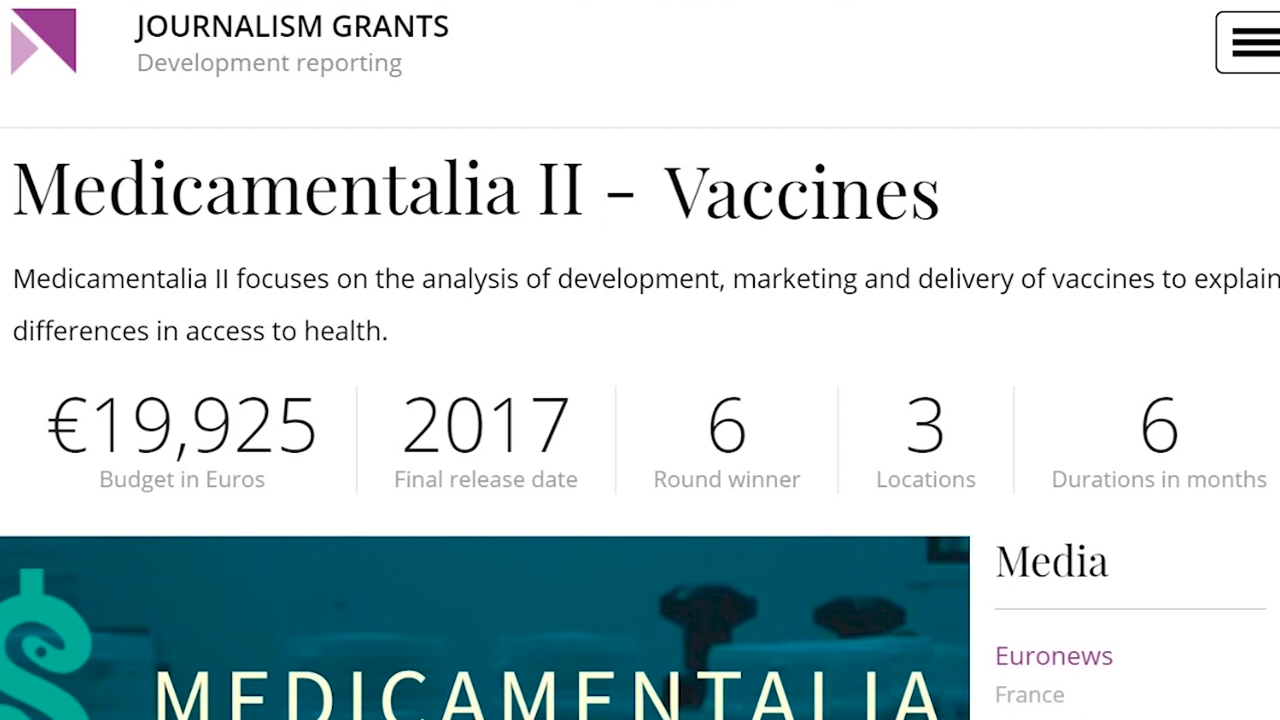 JOURNALISM GRANTS
Development reporting
Medicamentalia II - Vaccines
Medicamentalia II focuses on the analysis of development, marketing and delivery of vaccines to explain
differences in access to health.
€19,925
Budget in Euros
2017
Final release date
6
Round winner
3
Locations
6
Durations in months
MEDICAMENTALIA
Media
Euronews
France